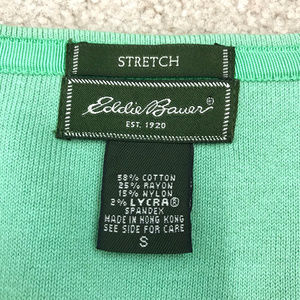 STRETCH
Eddie Bauer®
EST. 1920
58% COTTON
25% RAYON
15% NYLON
2% LYCRA®
SPANDEX
MADE IN HONG KONG
SEE SIDE FOR CARE
S